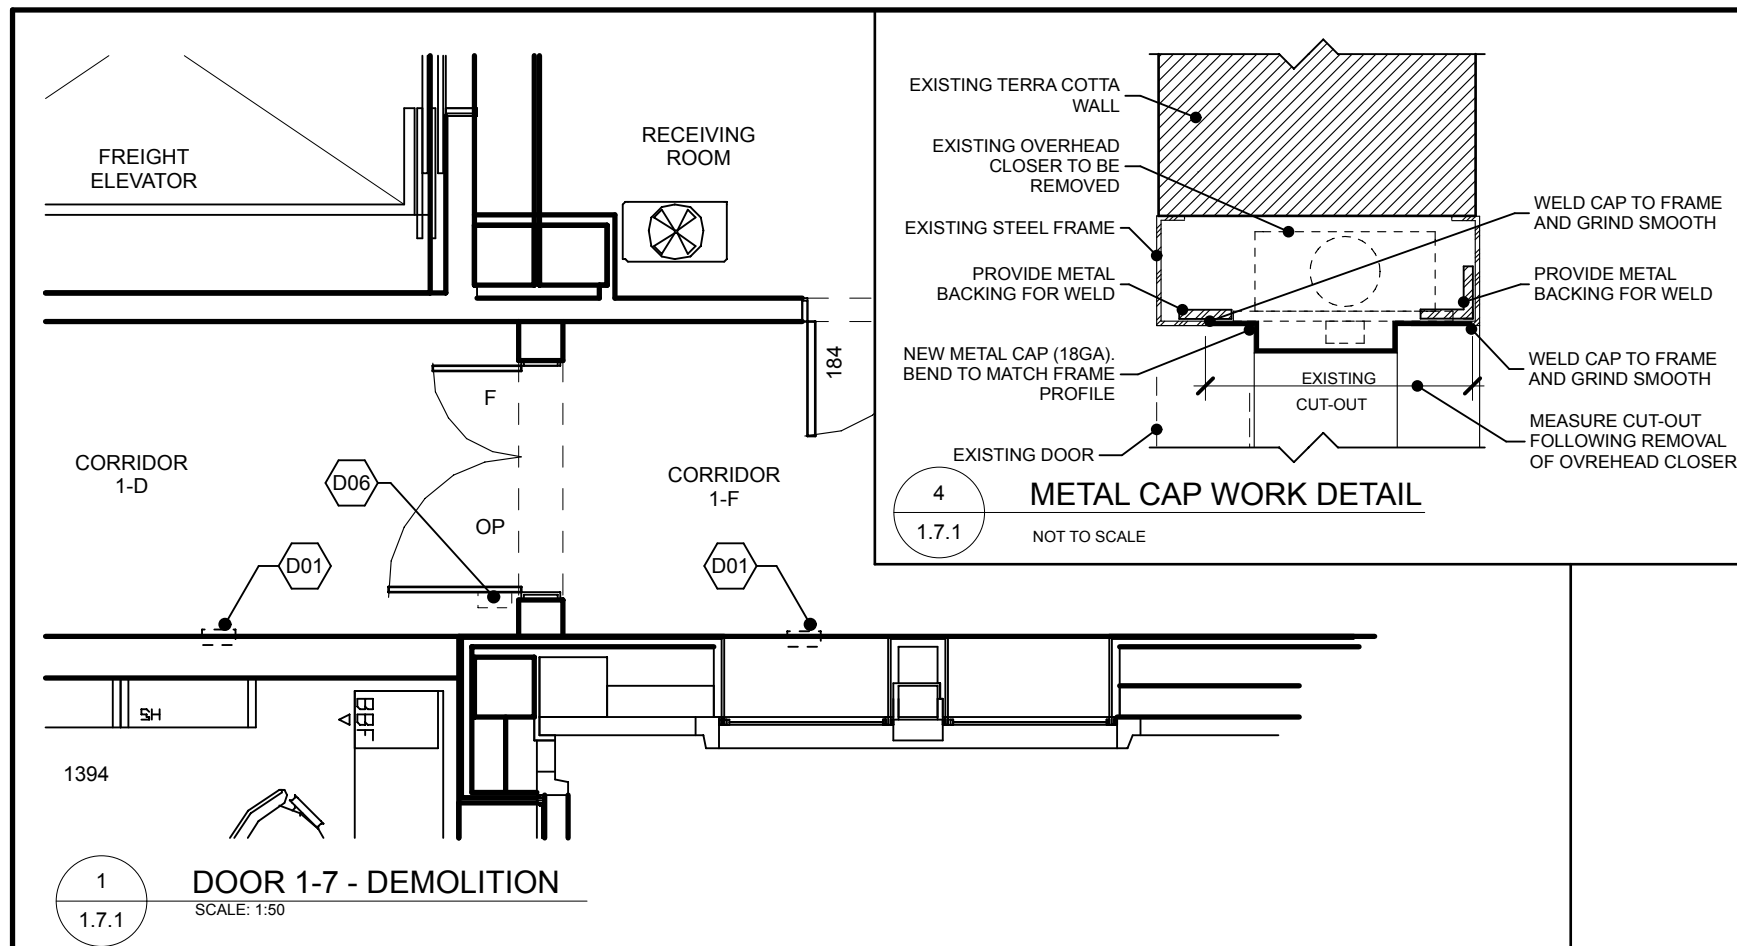 FREIGHT
ELEVATOR
RECEIVING
ROOM
184
F
CORRIDOR
1-D
D06
CORRIDOR
1-F
OP
D01
D01
BBF
1394
1
1.7.1
DOOR 1-7 - DEMOLITION
SCALE: 1:50
EXISTING TERRA COTTA
WALL
EXISTING OVERHEAD
CLOSER TO BE
REMOVED
EXISTING STEEL FRAME
PROVIDE METAL
BACKING FOR WELD
NEW METAL CAP (18GA).
BEND TO MATCH FRAME
PROFILE
EXISTING DOOR
WELD CAP TO FRAME
AND GRIND SMOOTH
PROVIDE METAL
BACKING FOR WELD
WELD CAP TO FRAME
AND GRIND SMOOTH
EXISTING
CUT-OUT
MEASURE CUT-OUT
FOLLOWING REMOVAL
OF OVREHEAD CLOSER
4
1.7.1
METAL CAP WORK DETAIL
NOT TO SCALE